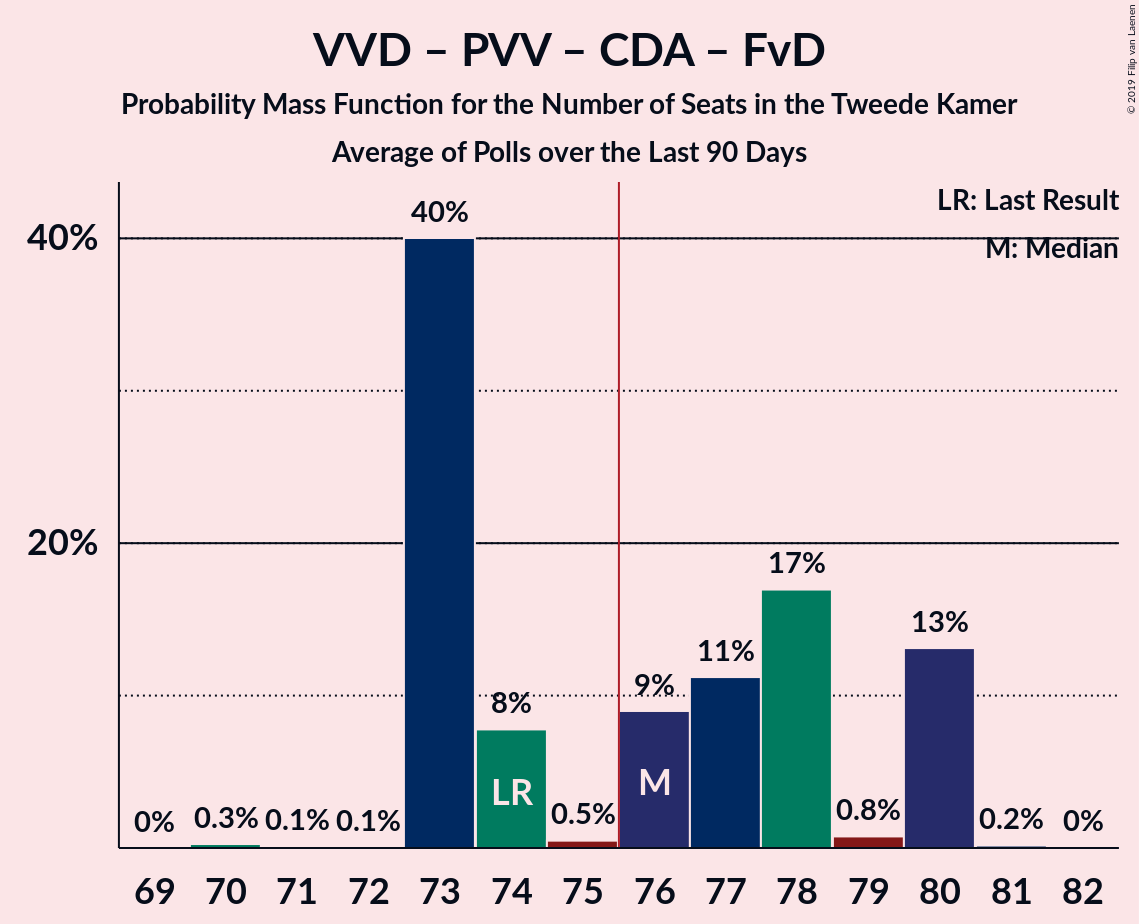 VVD – PVV – CDA – FvD
Probability Mass Function for the Number of Seats in the Tweede Kamer
Average of Polls over the Last 90 Days
© 2019 Filip van Laenen
LR: Last Result
M: Median
40%
20%
0%
0.3%
0.1%
0.1%
40%
8%
0.5%
9%
11%
17%
0.8%
13%
0.2%
0%
LR
M
69 70 71 72 73 74 75 76 77 78 79 80 81 82